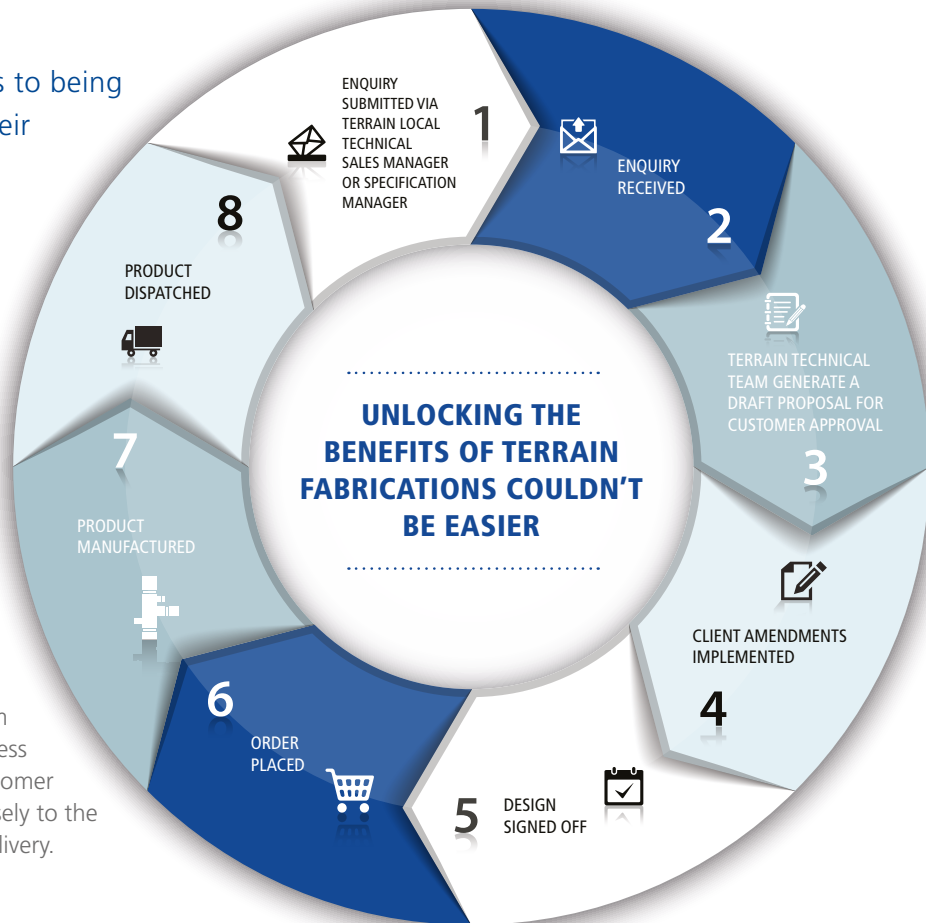 s to being
eir
ENQUIRY
SUBMITTED VIA
TERRAIN LOCAL
TECHNICAL
SALES MANAGER
OR SPECIFICATION
MANAGER
1
ENQUIRY
RECEIVED
2
TERRAIN TECHNICAL
TEAM GENERATE A
DRAFT PROPOSAL FOR
CUSTOMER APPROVAL
3
CLIENT AMENDMENTS
IMPLEMENTED
4
5
DESIGN
SIGNED OFF
6
ORDER
PLACED
7
PRODUCT
MANUFACTURED
8
PRODUCT
DISPATCHED
UNLOCKING THE
BENEFITS OF TERRAIN
FABRICATIONS COULDN'T
BE EASIER
n
ess
omer
sely to the
livery.